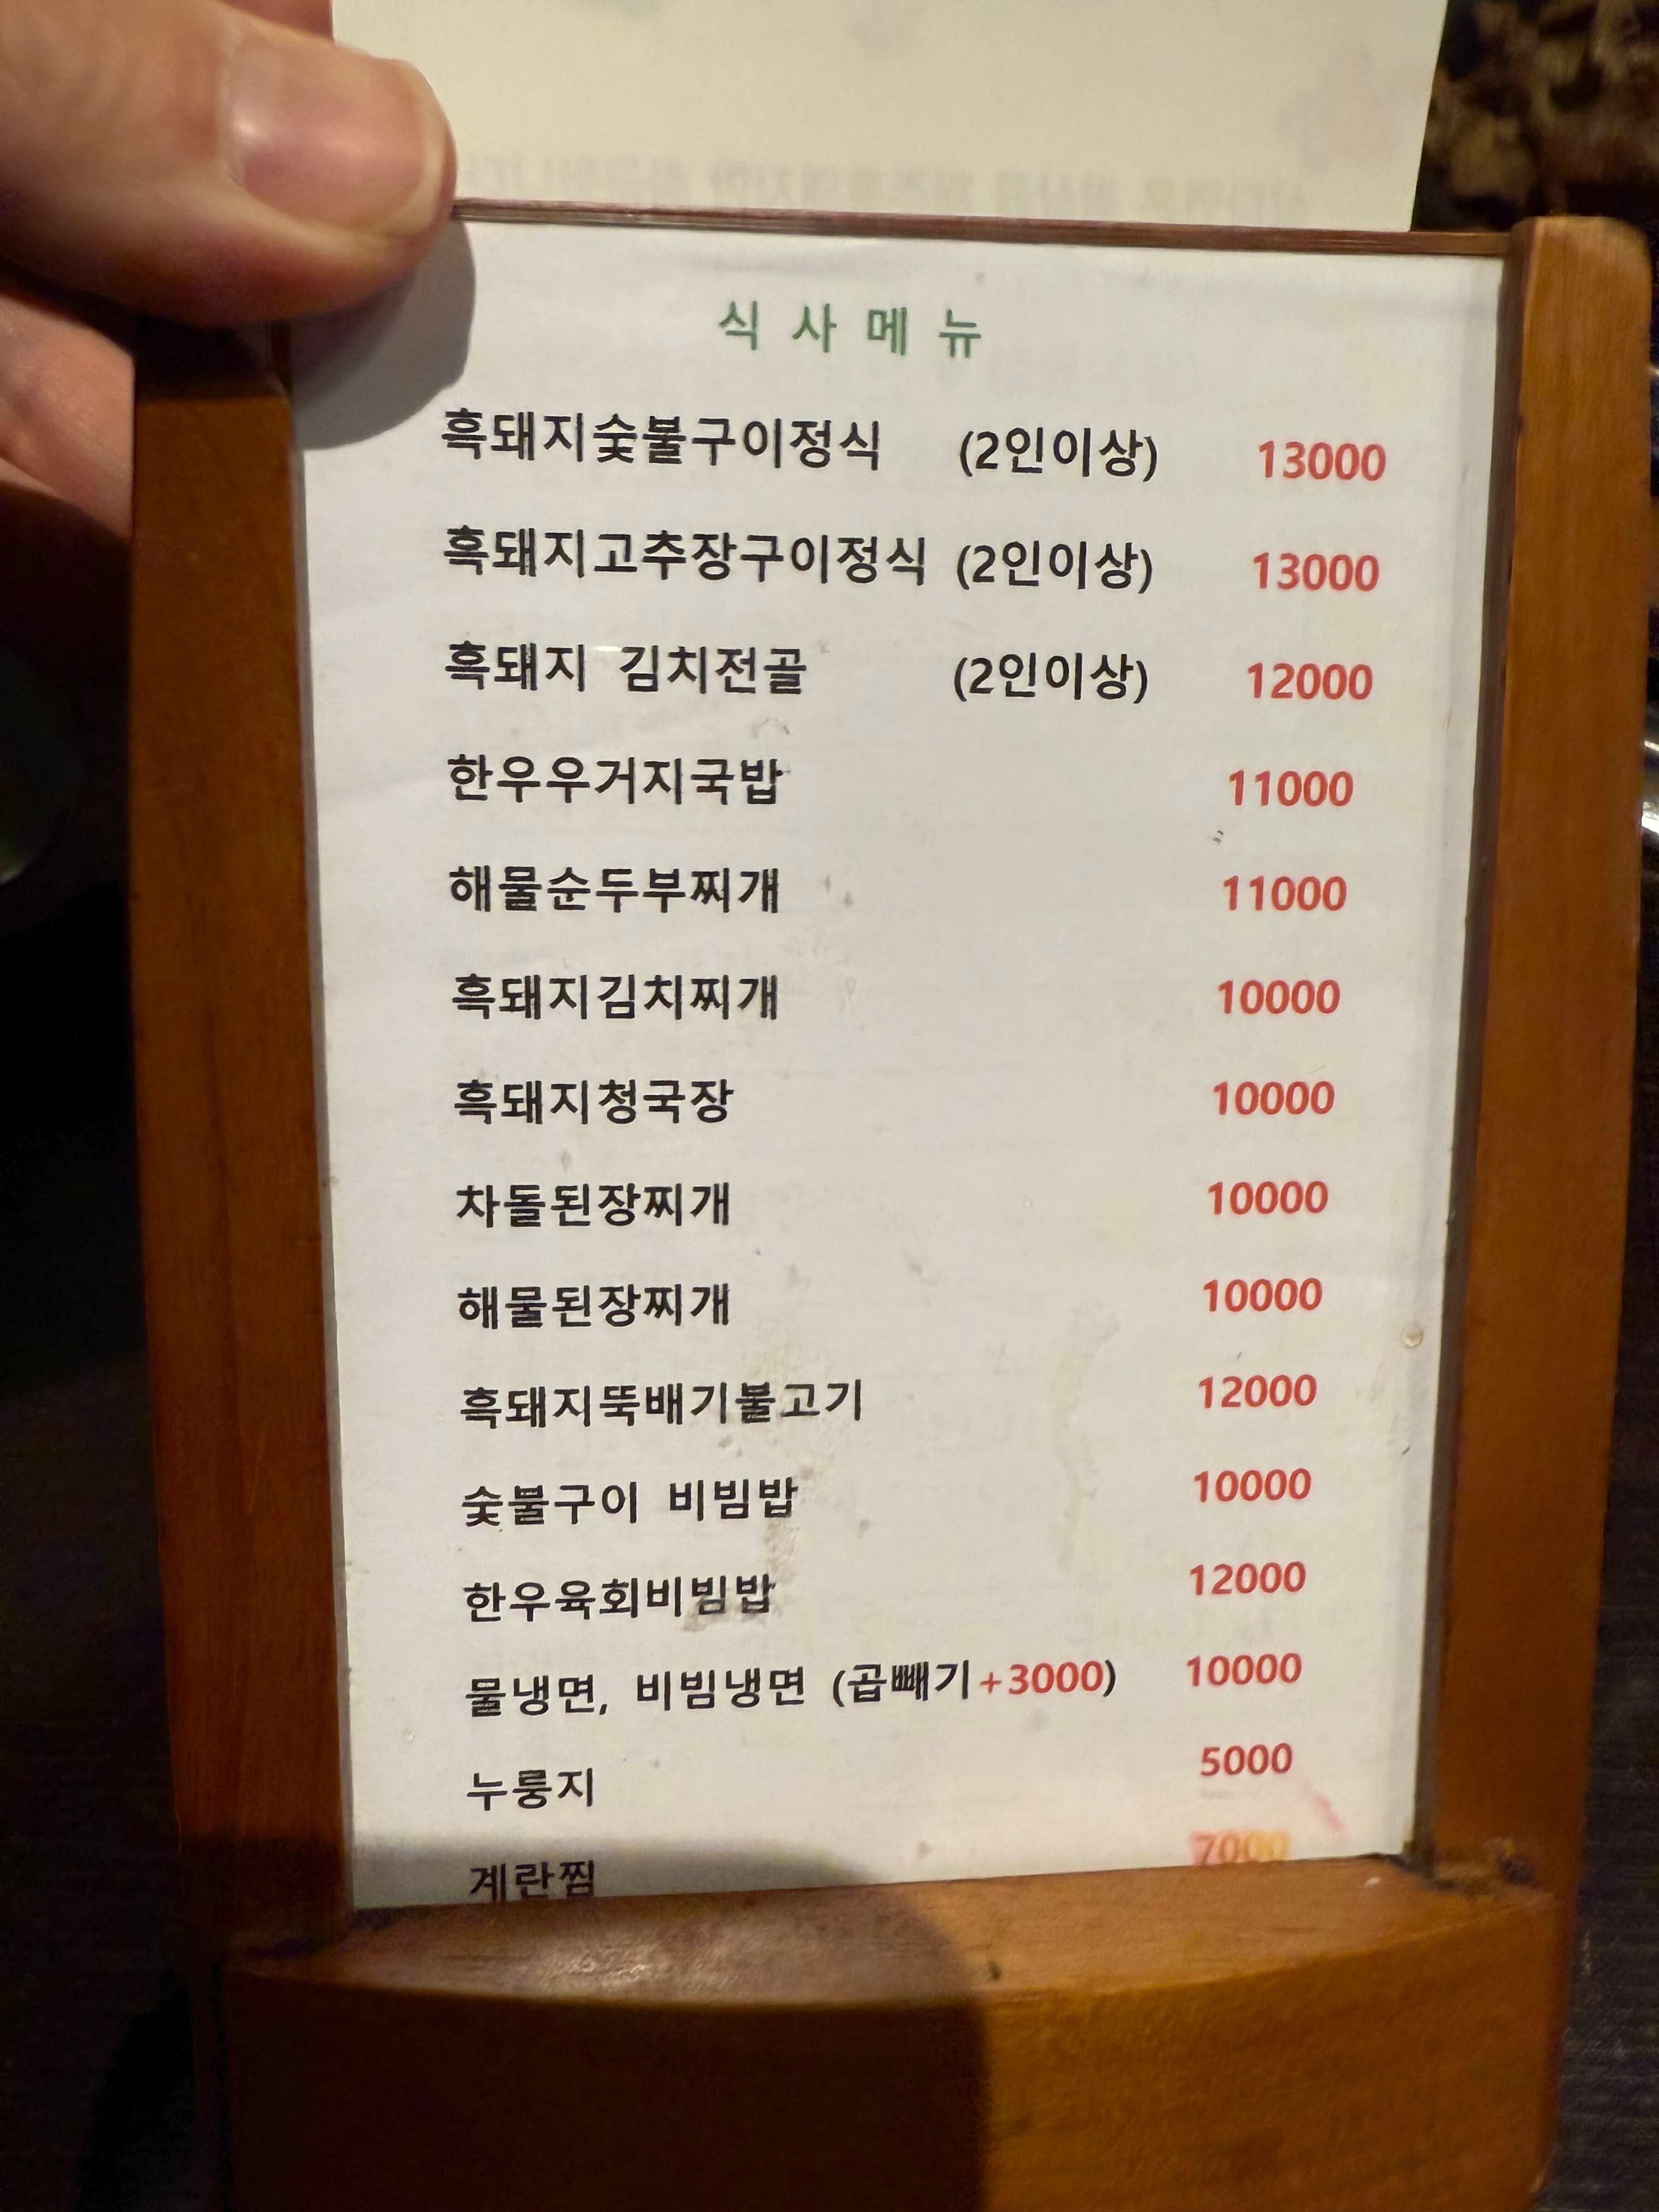 식사메뉴
흑돼지숯불구이정식 (2인이상) 13000
흑돼지고추장구이정식 (2인이상) 13000
흑돼지 김치전골 (2인이상) 12000
한우우거지국밥 11000
해물순두부찌개 11000
흑돼지김치찌개 10000
흑돼지청국장 10000
차돌된장찌개 10000
해물된장찌개 10000
흑돼지뚝배기불고기 12000
숯불구이 비빔밥 10000
한우육회비빔밥 12000
물냉면, 비빔냉면 (곱빼기+3000) 10000
누룽지 5000
계란찜 7000